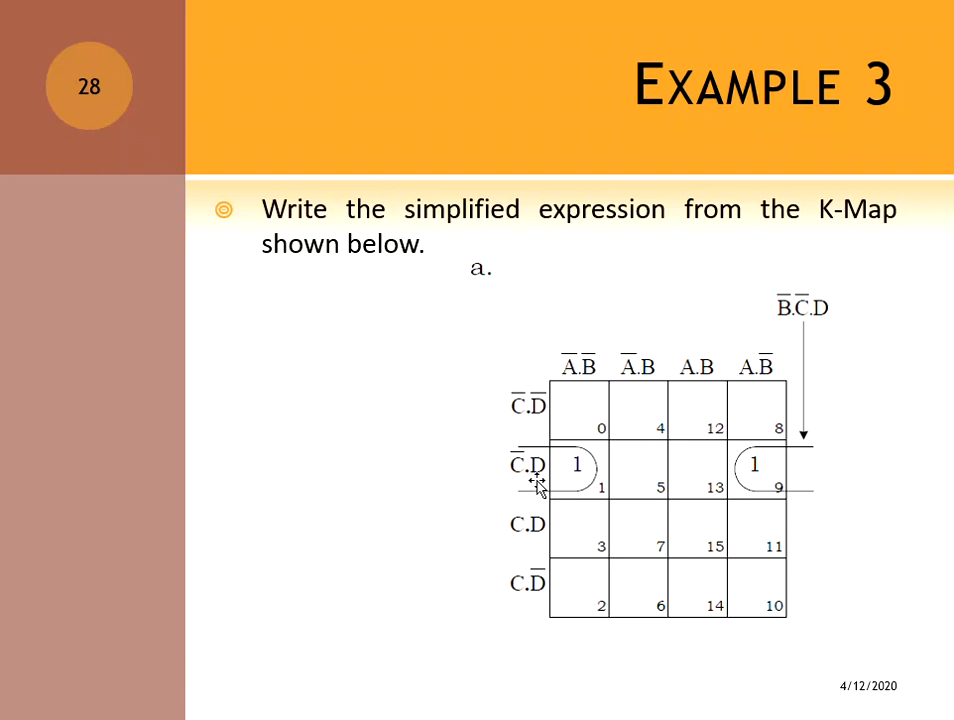 28
EXAMPLE 3
Write the simplified expression from the K-Map
shown below.
a.
B̅.C̅.D
A̅.B̅ A̅.B A.B A.B̅
C̅.D̅
0 4 12 8
C̅.D 1 1
1 5 13 9
C.D
3 7 15 11
C.D̅
2 6 14 10
4/12/2020